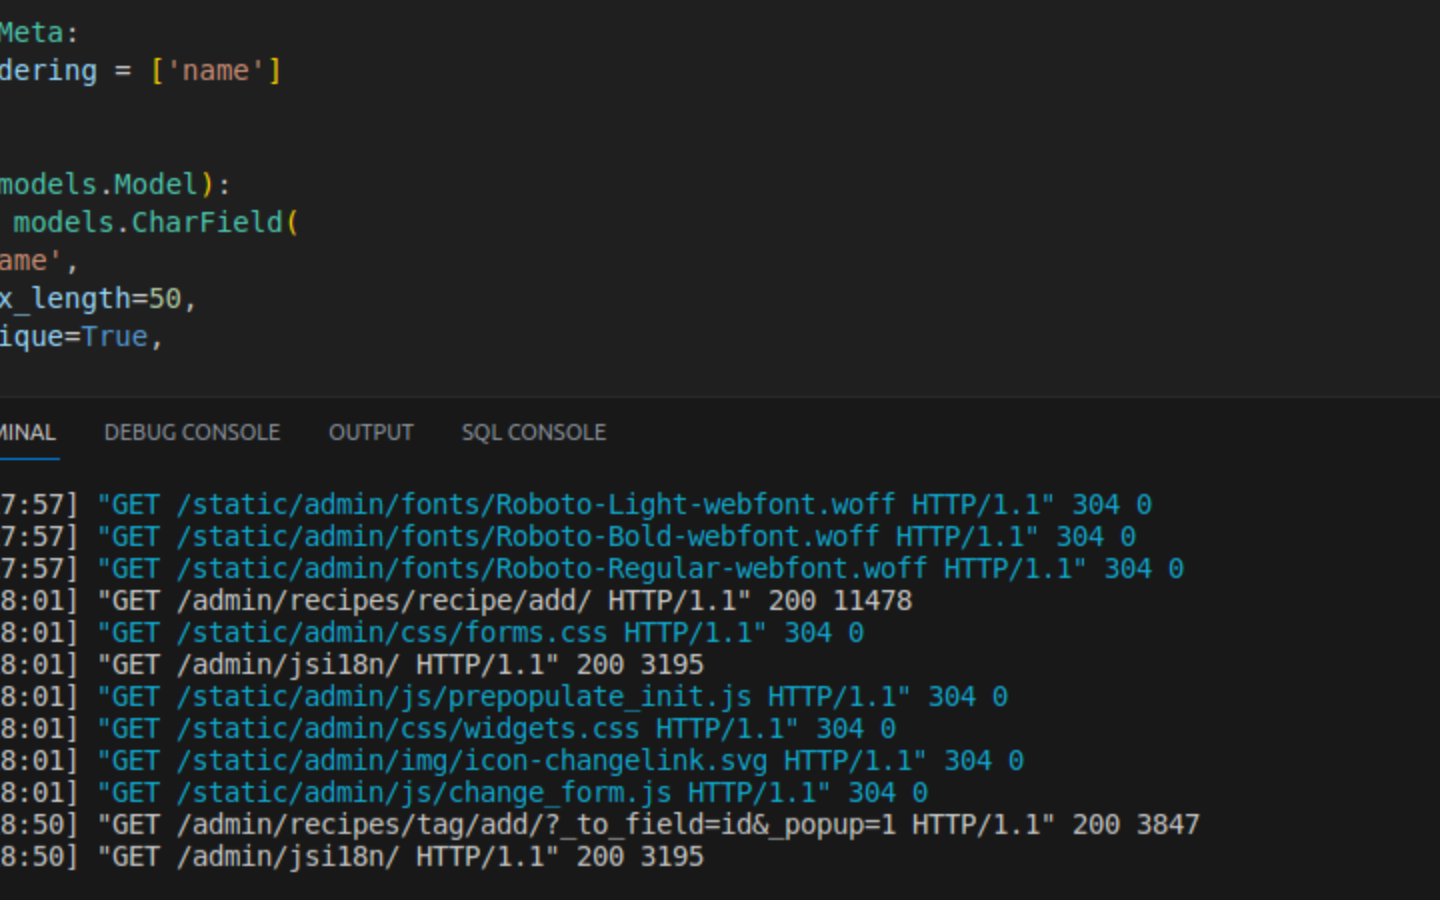 Meta:
dering = ['name']
models.Model):
models.CharField(
ame',
x_length=50,
ique=True,
MINAL DEBUG CONSOLE OUTPUT SQL CONSOLE
7:57] "GET /static/admin/fonts/Roboto-Light-webfont.woff HTTP/1.1" 304 0
7:57] "GET /static/admin/fonts/Roboto-Bold-webfont.woff HTTP/1.1" 304 0
7:57] "GET /static/admin/fonts/Roboto-Regular-webfont.woff HTTP/1.1" 304 0
8:01] "GET /admin/recipes/recipe/add/ HTTP/1.1" 200 11478
8:01] "GET /static/admin/css/forms.css HTTP/1.1" 304 0
8:01] "GET /admin/jsi18n/ HTTP/1.1" 200 3195
8:01] "GET /static/admin/js/prepopulate_init.js HTTP/1.1" 304 0
8:01] "GET /static/admin/css/widgets.css HTTP/1.1" 304 0
8:01] "GET /static/admin/img/icon-changelink.svg HTTP/1.1" 304 0
8:01] "GET /static/admin/js/change_form.js HTTP/1.1" 304 0
8:50] "GET /admin/recipes/tag/add/?_to_field=id&_popup=1 HTTP/1.1" 200 3847
8:50] "GET /admin/jsi18n/ HTTP/1.1" 200 3195